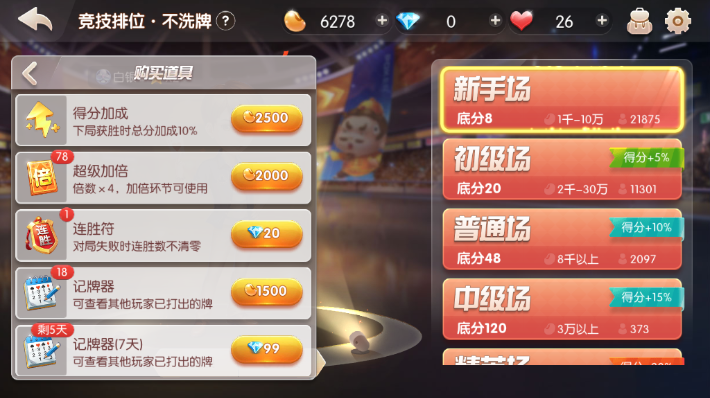 竞技排位·不洗牌 ?
6278 + 0 + 26 +
购买道具
得分加成
下局获胜时总分加成10%
2500
78
倍
超级加倍
倍数×4，加倍环节可使用
2000
1
连胜
连胜符
对局失败时连胜数不清零
20
18
记牌器
可查看其他玩家已打出的牌
1500
剩5天
记牌器(7天)
可查看其他玩家已打出的牌
99
新手场
底分8 1千-10万 21875
初级场
得分+5%
底分20 2千-30万 11301
普通场
得分+10%
底分48 8千以上 2097
中级场
得分+15%
底分120 3万以上 373